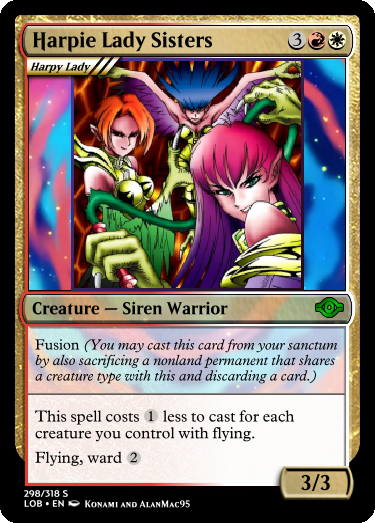 Harpie Lady Sisters 3
Harpy Lady
Creature — Siren Warrior
Fusion (You may cast this card from your sanctum
by also sacrificing a nonland permanent that shares
a creature type with this and discarding a card.)
This spell costs 1 less to cast for each
creature you control with flying.
Flying, ward 2
3/3
298/318 S
LOB • EN Konami and AlanMac95